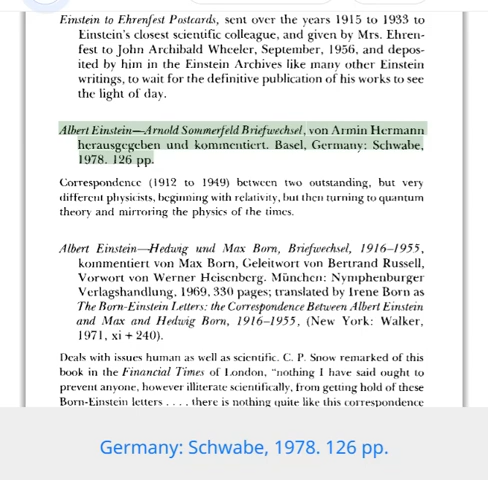 Einstein to Ehrenfest Postcards, sent over the years 1915 to 1933 to
Einstein's closest scientific colleague, and given by Mrs. Ehren-
fest to John Archibald Wheeler, September, 1956, and depos-
ited by him in the Einstein Archives like many other Einstein
writings, to wait for the definitive publication of his works to see
the light of day.
Albert Einstein—Arnold Sommerfeld Briefwechsel, von Armin Hermann
herausgegeben und kommentiert. Basel, Germany: Schwabe,
1978. 126 pp.
Correspondence (1912 to 1949) between two outstanding, but very
different physicists, beginning with relativity, but then turning to quantum
theory and mirroring the physics of the times.
Albert Einstein—Hedwig und Max Born, Briefwechsel, 1916–1955,
kommentiert von Max Born, Geleitwort von Bertrand Russell,
Vorwort von Werner Heisenberg. München: Nymphenburger
Verlagshandlung, 1969, 330 pages; translated by Irene Born as
The Born-Einstein Letters: the Correspondence Between Albert Einstein
and Max and Hedwig Born, 1916–1955, (New York: Walker,
1971, xi + 240).
Deals with issues human as well as scientific. C. P. Snow remarked of this
book in the Financial Times of London, "nothing I have said ought to
prevent anyone, however illiterate scientifically, from getting hold of these
Born-Einstein letters . . . . there is nothing quite like this correspondence
Germany: Schwabe, 1978. 126 pp.